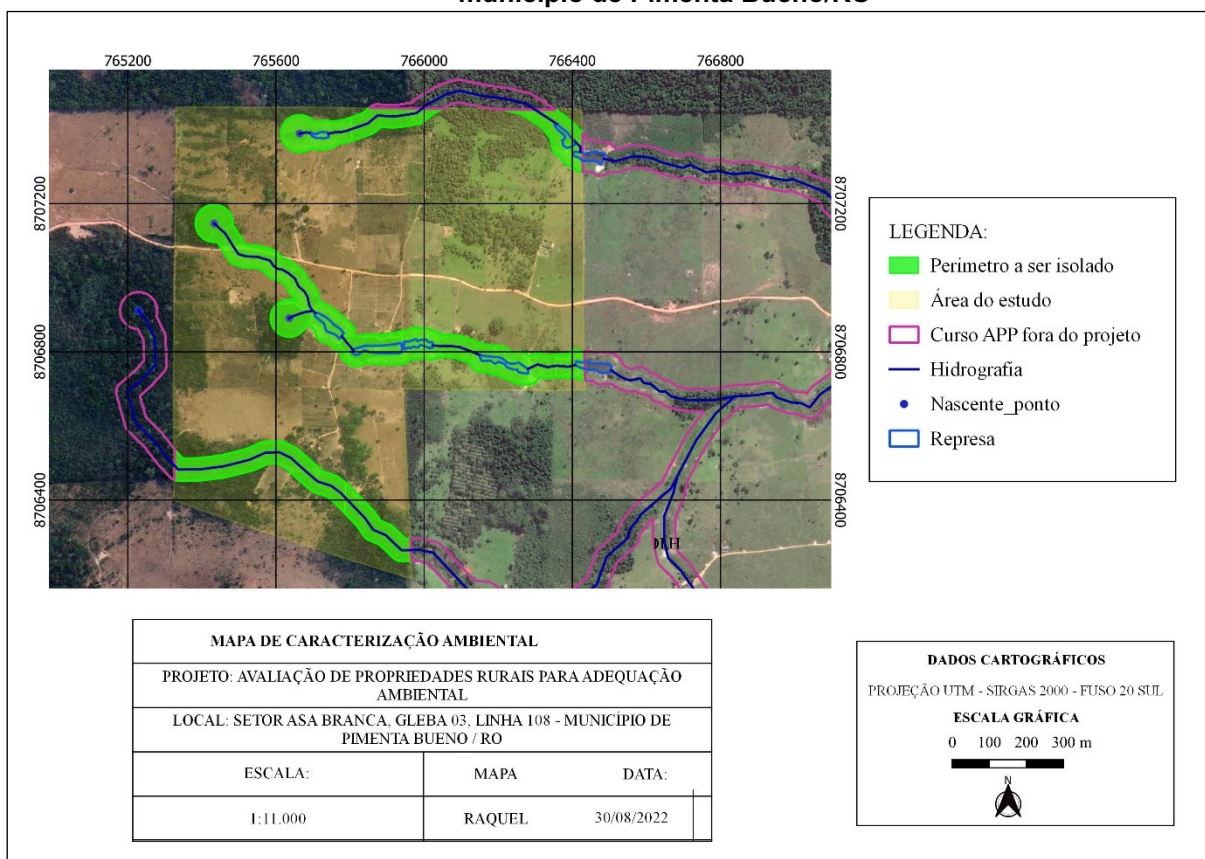 município de Pimenta Bueno/RO
765200 765600 766000 766400 766800
8707200 8707200
8706800 8706800
8706400 8706400
LEGENDA:
Perimetro a ser isolado
Área do estudo
Curso APP fora do projeto
Hidrografia
Nascente_ponto
Represa
MAPA DE CARACTERIZAÇÃO AMBIENTAL
PROJETO: AVALIAÇÃO DE PROPRIEDADES RURAIS PARA ADEQUAÇÃO
AMBIENTAL
LOCAL: SETOR ASA BRANCA, GLEBA 03, LINHA 108 - MUNICÍPIO DE
PIMENTA BUENO / RO
ESCALA: MAPA DATA:
1:11.000 RAQUEL 30/08/2022
DADOS CARTOGRÁFICOS
PROJEÇÃO UTM - SIRGAS 2000 - FUSO 20 SUL
ESCALA GRÁFICA
0 100 200 300 m
N